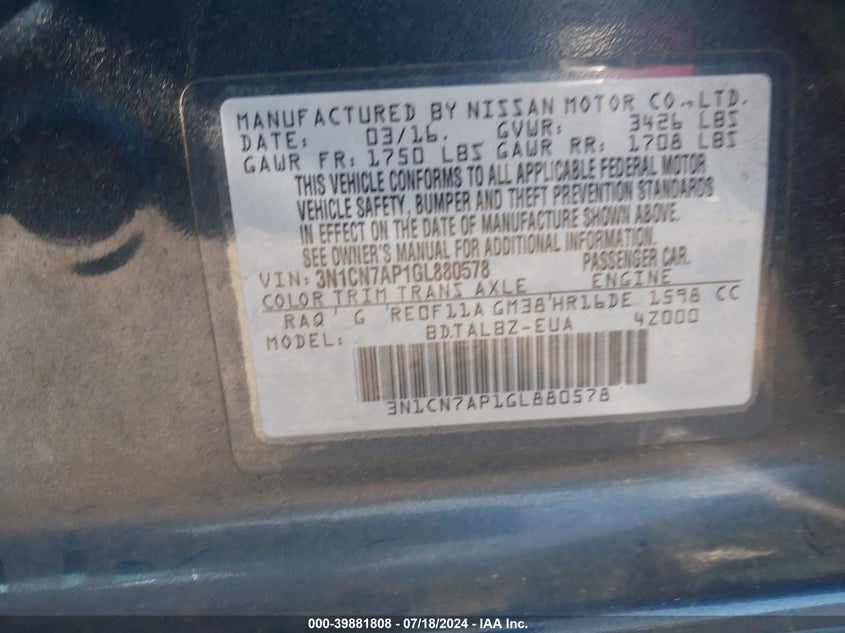 MANUFACTURED BY NISSAN MOTOR CO.,LTD.
DATE: 03/16. GVWR: 3426 LBS
GAWR FR: 1750 LBS GAWR RR: 1708 LBS
THIS VEHICLE CONFORMS TO ALL APPLICABLE FEDERAL MOTOR
VEHICLE SAFETY, BUMPER AND THEFT PREVENTION STANDARDS
IN EFFECT ON THE DATE OF MANUFACTURE SHOWN ABOVE.
SEE OWNER'S MANUAL FOR ADDITIONAL INFORMATION.
VIN: 3N1CN7AP1GL880578 PASSENGER CAR.
COLOR TRIM TRANS AXLE ENGINE
RAQ G RE0F11A GM38 HR16DE 1598 CC
MODEL: BDTALBZ-EUA 4Z000
3N1CN7AP1GL880578
000-39881808 / 07/18/2024 - IAA Inc.